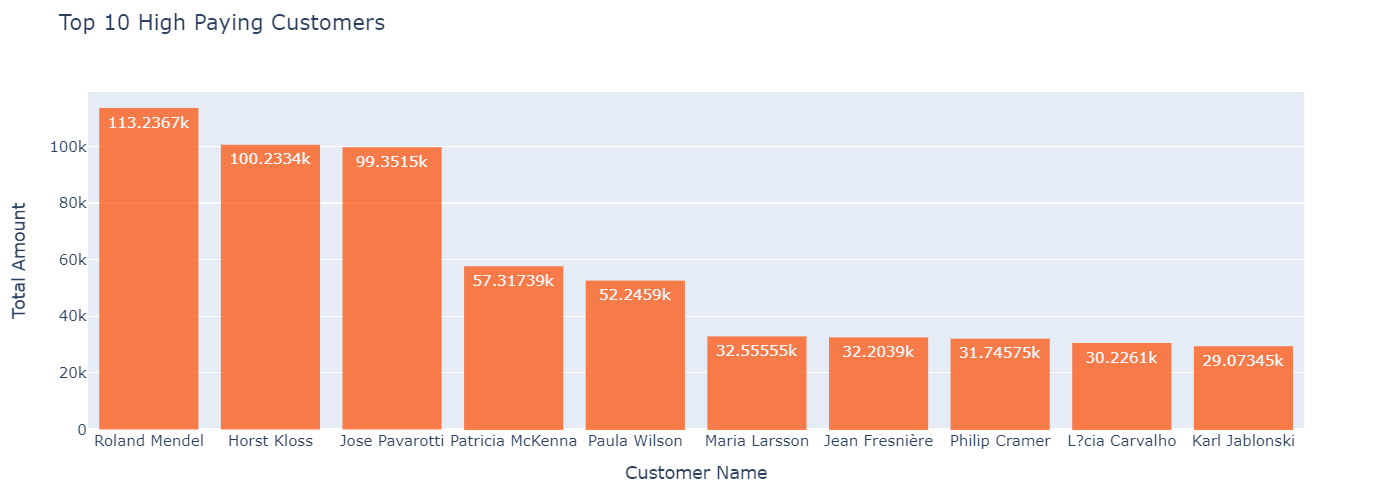 Top 10 High Paying Customers
113.2367k
100.2334k
99.3515k
57.31739k
52.2459k
32.55555k
32.2039k
31.74575k
30.2261k
29.07345k
100k
80k
60k
40k
20k
0
Total Amount
Roland Mendel Horst Kloss Jose Pavarotti Patricia McKenna Paula Wilson Maria Larsson Jean Fresnière Philip Cramer L?cia Carvalho Karl Jablonski
Customer Name